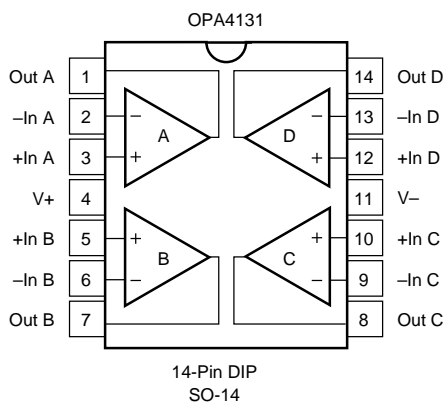 OPA4131
Out A 1 14 Out D
–In A 2 – – 13 –In D
A D
+In A 3 + + 12 +In D
V+ 4 11 V–
+In B 5 + + 10 +In C
B C
–In B 6 – – 9 –In C
Out B 7 8 Out C
14-Pin DIP
SO-14